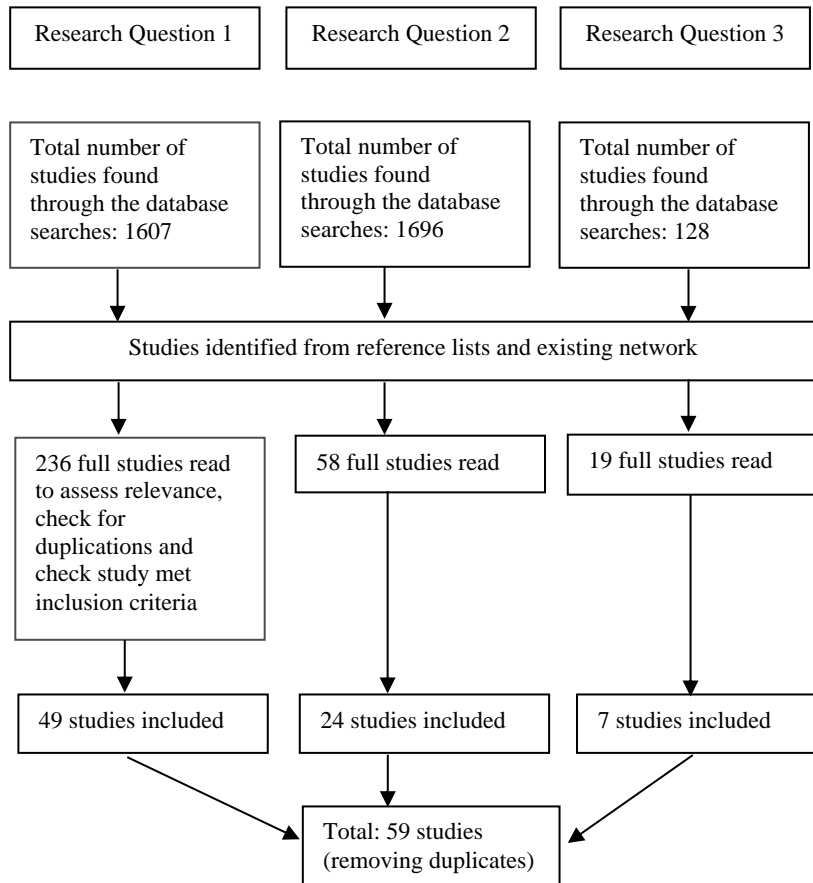 Research Question 1
Research Question 2
Research Question 3
Total number of
studies found
through the database
searches: 1607
Total number of
studies found
through the database
searches: 1696
Total number of
studies found
through the database
searches: 128
Studies identified from reference lists and existing network
236 full studies read
to assess relevance,
check for
duplications and
check study met
inclusion criteria
58 full studies read
19 full studies read
49 studies included
24 studies included
7 studies included
Total: 59 studies
(removing duplicates)